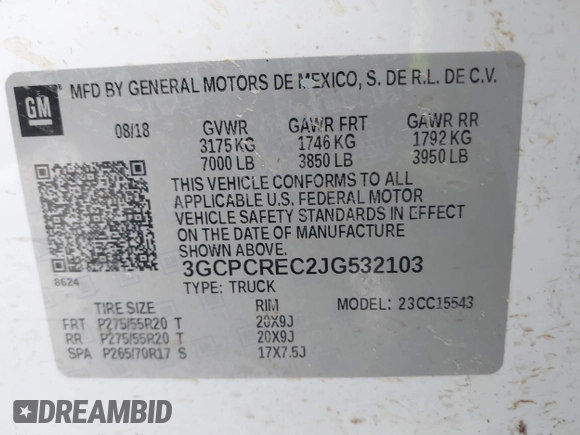 GM
MFD BY GENERAL MOTORS DE MEXICO, S. DE R.L. DE C.V.
08/18 GVWR GAWR FRT GAWR RR
3175 KG 1746 KG 1792 KG
7000 LB 3850 LB 3950 LB
THIS VEHICLE CONFORMS TO ALL
APPLICABLE U.S. FEDERAL MOTOR
VEHICLE SAFETY STANDARDS IN EFFECT
ON THE DATE OF MANUFACTURE
SHOWN ABOVE.
8624
3GCPCREC2JG532103
TYPE: TRUCK
TIRE SIZE RIM MODEL: 23CC15543
FRT P275/55R20 T 20X9J
RR P275/55R20 T 20X9J
SPA P265/70R17 S 17X7.5J
DREAMBID